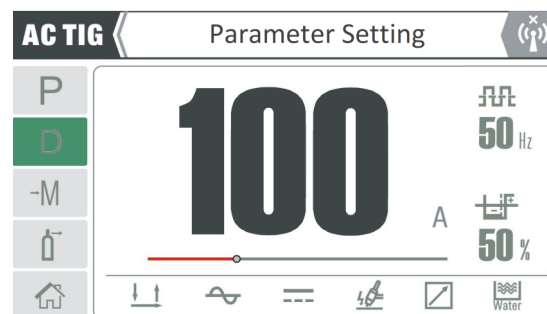 AC TIG
Parameter Setting
P
D
→M
100 A
50 Hz
50 %
Water